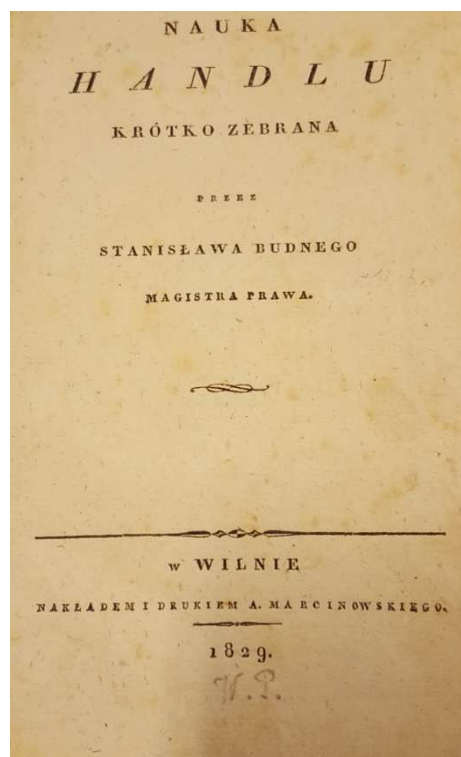 NAUKA
HANDLU
KRÓTKO ZEBRANA
PRZEZ
STANISŁAWA BUDNEGO
MAGISTRA PRAWA.
w WILNIE
NAKŁADEM I DRUKIEM A. MARCINOWSKIEGO.
1829.
W. P.